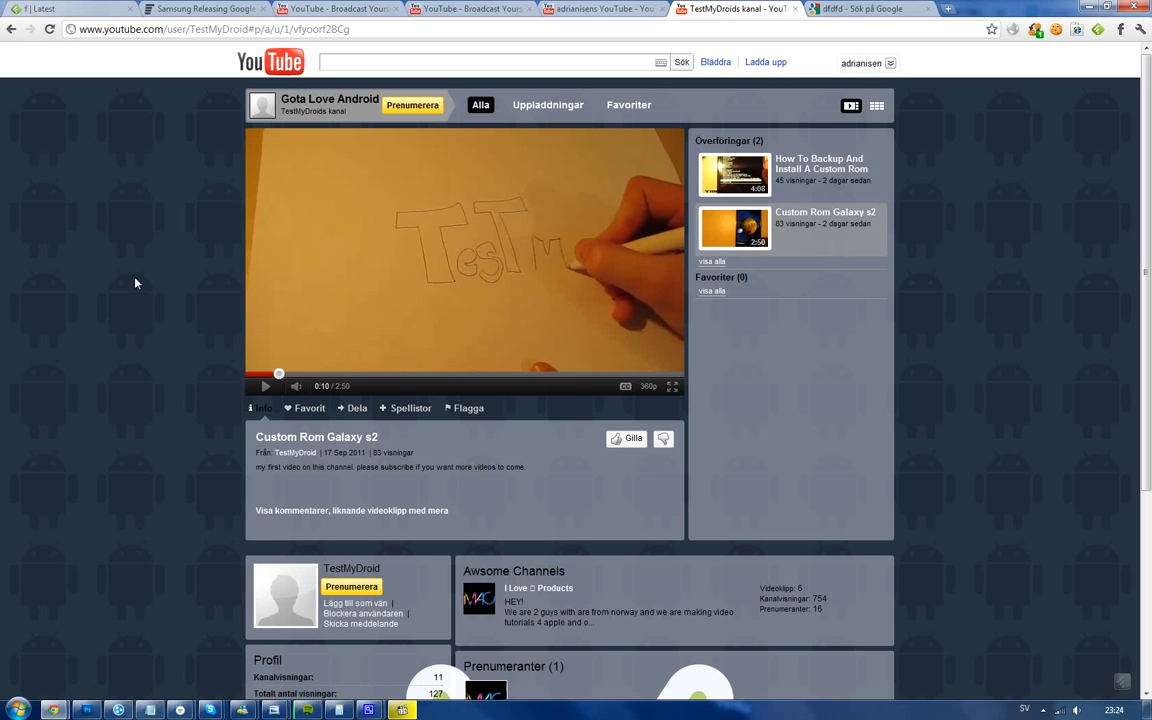 f | Latest
Samsung Releasing Google
YouTube - Broadcast Yours
YouTube - Broadcast Yours
adrianisens YouTube - You
TestMyDroids kanal - YouT
dfdfd - Sök på Google
www.youtube.com/user/TestMyDroid#p/a/u/1/vfyoorf2BCg
YouTube
Sök
Bläddra
Ladda upp
adrianisen
Gota Love Android
TestMyDroids kanal
Prenumerera
Alla
Uppladdningar
Favoriter
TesT m
Överföringar (2)
How To Backup And
Install A Custom Rom
45 visningar - 2 dagar sedan
4:08
Custom Rom Galaxy s2
83 visningar - 2 dagar sedan
2:50
visa alla
Favoriter (0)
visa alla
0:10 / 2:50
CC
360p
Info
Favorit
Dela
Spellistor
Flagga
Custom Rom Galaxy s2
Gilla
Från: TestMyDroid | 17 Sep 2011 | 83 visningar
my first video on this channel. please subscribe if you want more videos to come.
Visa kommentarer, liknande videoklipp med mera
TestMyDroid
Prenumerera
Lägg till som vän |
Blockera användaren |
Skicka meddelande
Awsome Channels
I Love  Products
HEY!
We are 2 guys with are from norway and we are making video
tutorials 4 apple and o...
Videoklipp: 6
Kanalvisningar: 754
Prenumeranter: 16
MAC
Profil
Kanalvisningar: 11
Totalt antal visningar: 127
Prenumeranter (1)
MAC
SV
23:24